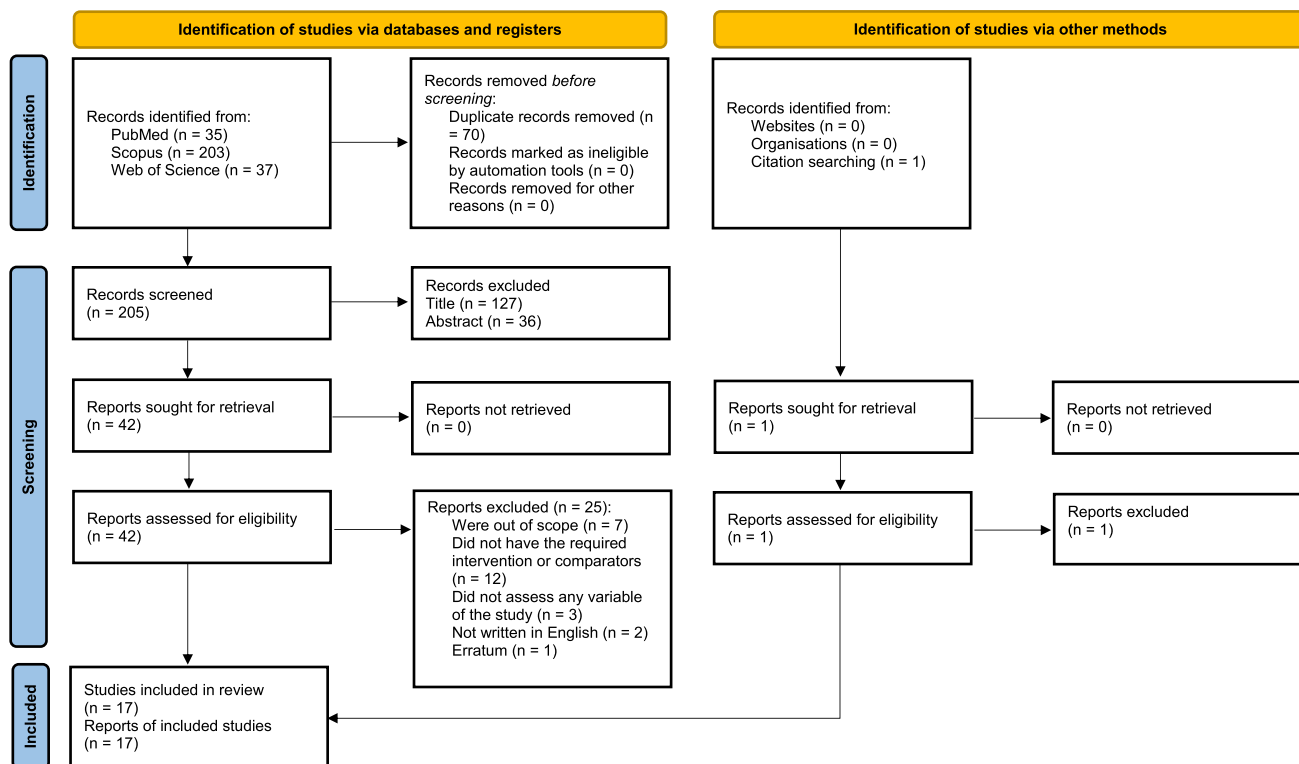 Identification of studies via databases and registers
Identification of studies via other methods
Identification
Records identified from:
PubMed (n = 35)
Scopus (n = 203)
Web of Science (n = 37)
Records removed before
screening:
Duplicate records removed (n
= 70)
Records marked as ineligible
by automation tools (n = 0)
Records removed for other
reasons (n = 0)
Records identified from:
Websites (n = 0)
Organisations (n = 0)
Citation searching (n = 1)
Screening
Records screened
(n = 205)
Records excluded
Title (n = 127)
Abstract (n = 36)
Reports sought for retrieval
(n = 42)
Reports not retrieved
(n = 0)
Reports sought for retrieval
(n = 1)
Reports not retrieved
(n = 0)
Reports assessed for eligibility
(n = 42)
Reports excluded (n = 25):
Were out of scope (n = 7)
Did not have the required
intervention or comparators
(n = 12)
Did not assess any variable
of the study (n = 3)
Not written in English (n = 2)
Erratum (n = 1)
Reports assessed for eligibility
(n = 1)
Reports excluded
(n = 1)
Included
Studies included in review
(n = 17)
Reports of included studies
(n = 17)